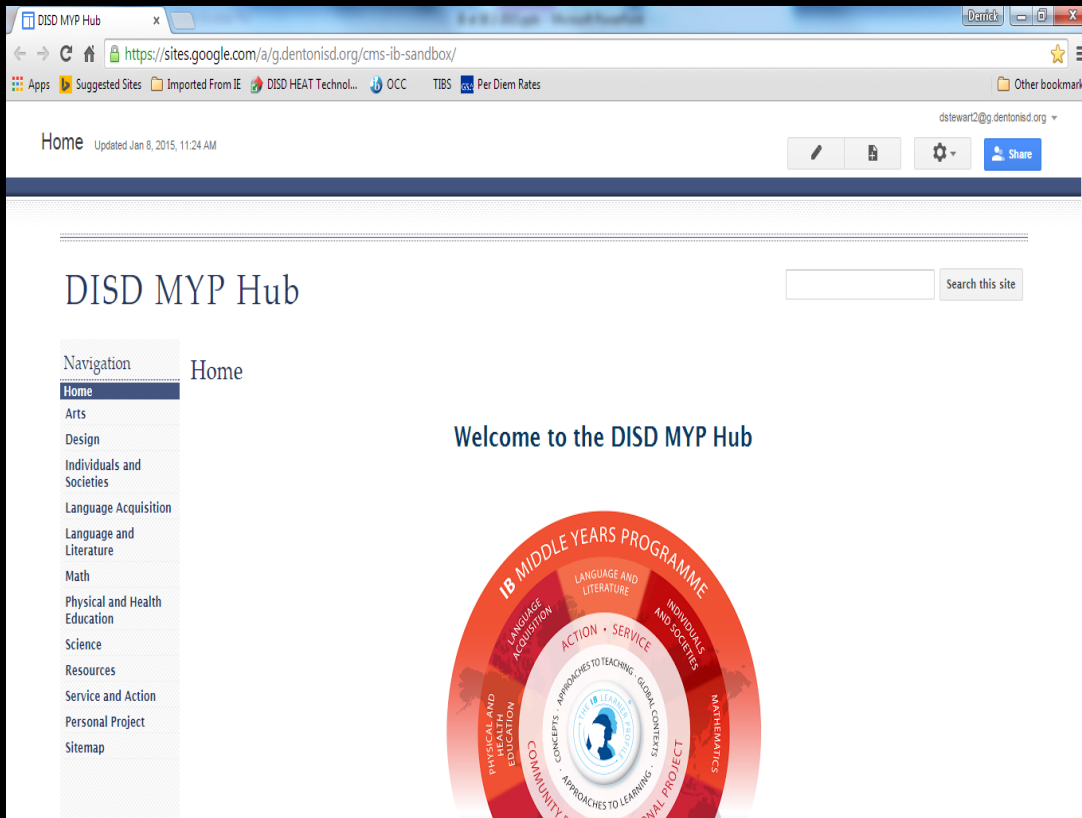 DISD MYP Hub x
Derrick
https://sites.google.com/a/g.dentonisd.org/cms-ib-sandbox/
Apps Suggested Sites Imported From IE DISD HEAT Technol... OCC TIBS GSA Per Diem Rates Other bookmark
dstewart2@g.dentonisd.org
Home Updated Jan 8, 2015, 11:24 AM
Share
DISD MYP Hub
Search this site
Navigation
Home
Arts
Design
Individuals and
Societies
Language Acquisition
Language and
Literature
Math
Physical and Health
Education
Science
Resources
Service and Action
Personal Project
Sitemap
Home
Welcome to the DISD MYP Hub
IB MIDDLE YEARS PROGRAMME
LANGUAGE AND
LITERATURE
LANGUAGE
ACQUISITION
INDIVIDUALS
AND SOCIETIES
PHYSICAL AND
HEALTH
EDUCATION
MATHEMATICS
ACTION • SERVICE
COMMUNITY
PROJECT
APPROACHES TO TEACHING · GLOBAL CONTEXTS ·
APPROACHES TO LEARNING · CONCEPTS ·
THE IB LEARNER PROFILE